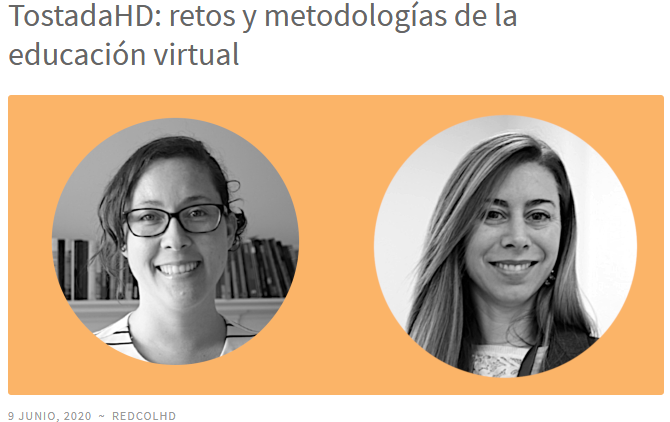 TostadaHD: retos y metodologías de la
educación virtual
9 JUNIO, 2020 ~ REDCOLHD